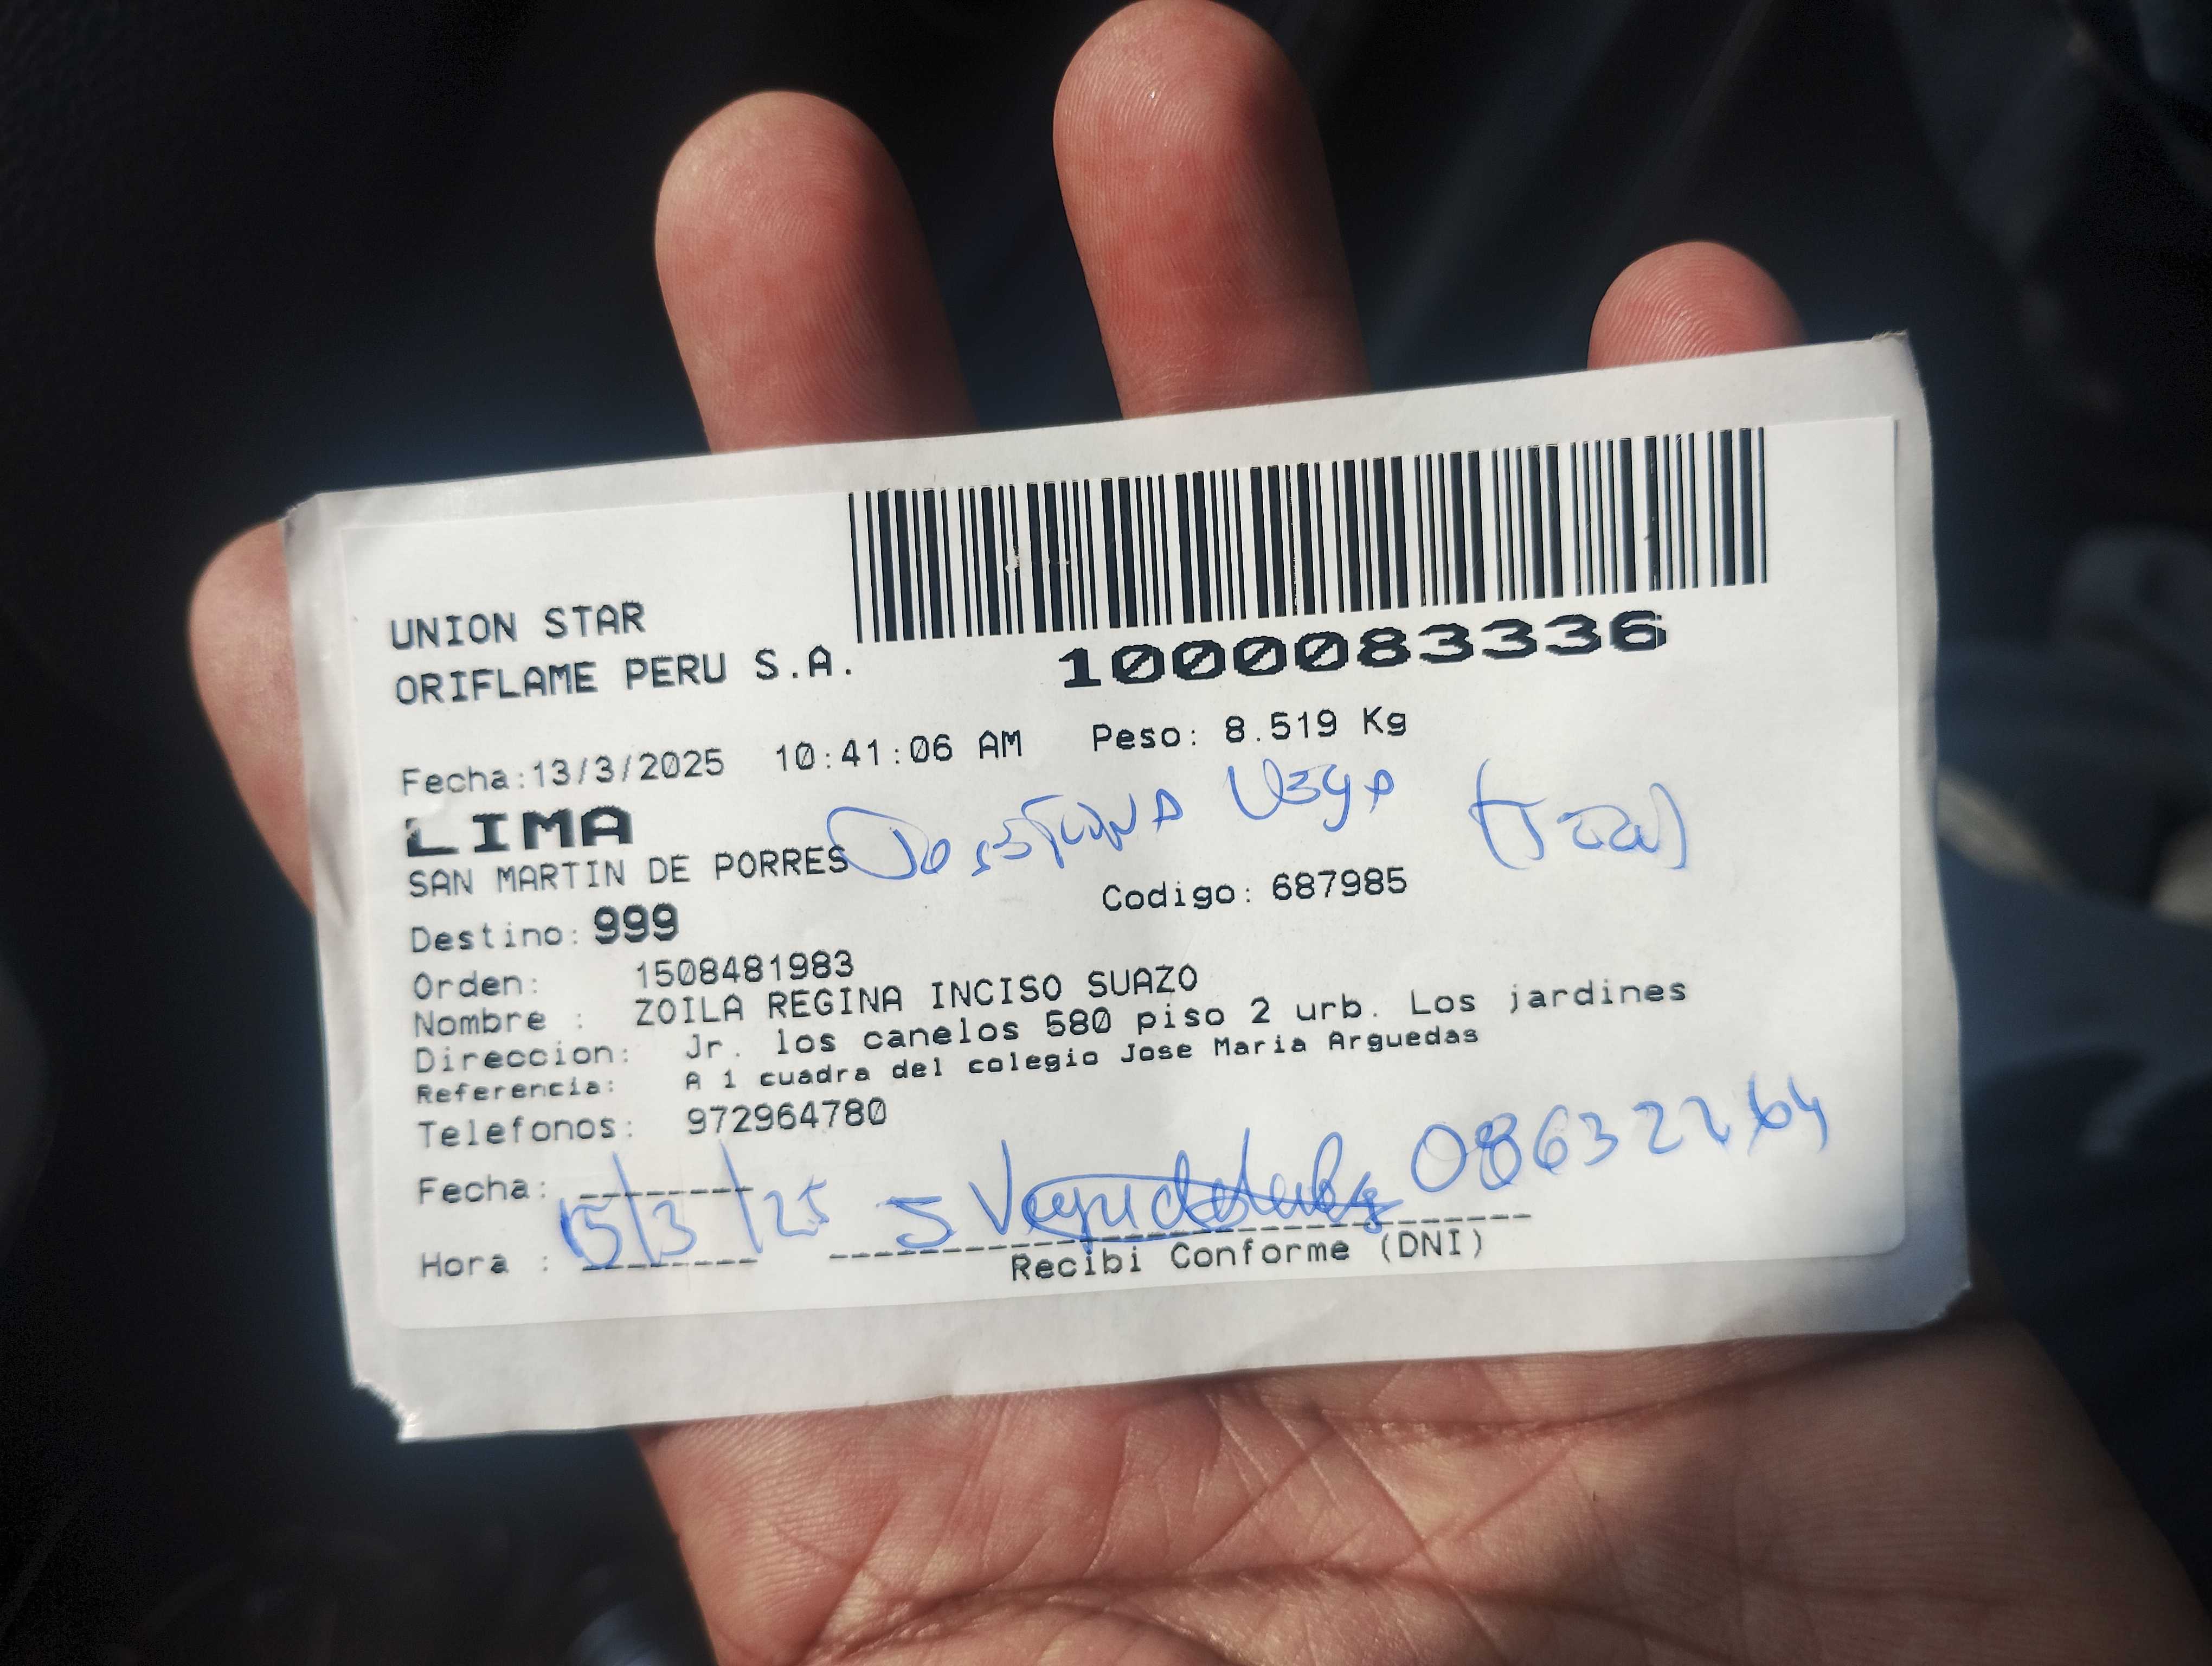 UNION STAR
ORIFLAME PERU S.A.
1000083336
Fecha:13/3/2025 10:41:06 AM Peso: 8.519 Kg
LIMA
SAN MARTIN DE PORRES
Vega
Codigo: 687985
Destino: 999
Orden: 1508481983
Nombre : ZOILA REGINA INCISO SUAZO
Direccion: Jr. los canelos 580 piso 2 urb. Los jardines
Referencia: A 1 cuadra del colegio Jose Maria Arguedas
Telefonos: 972964780
Fecha: 15/3/25
08632264
Hora :
Recibi Conforme (DNI)